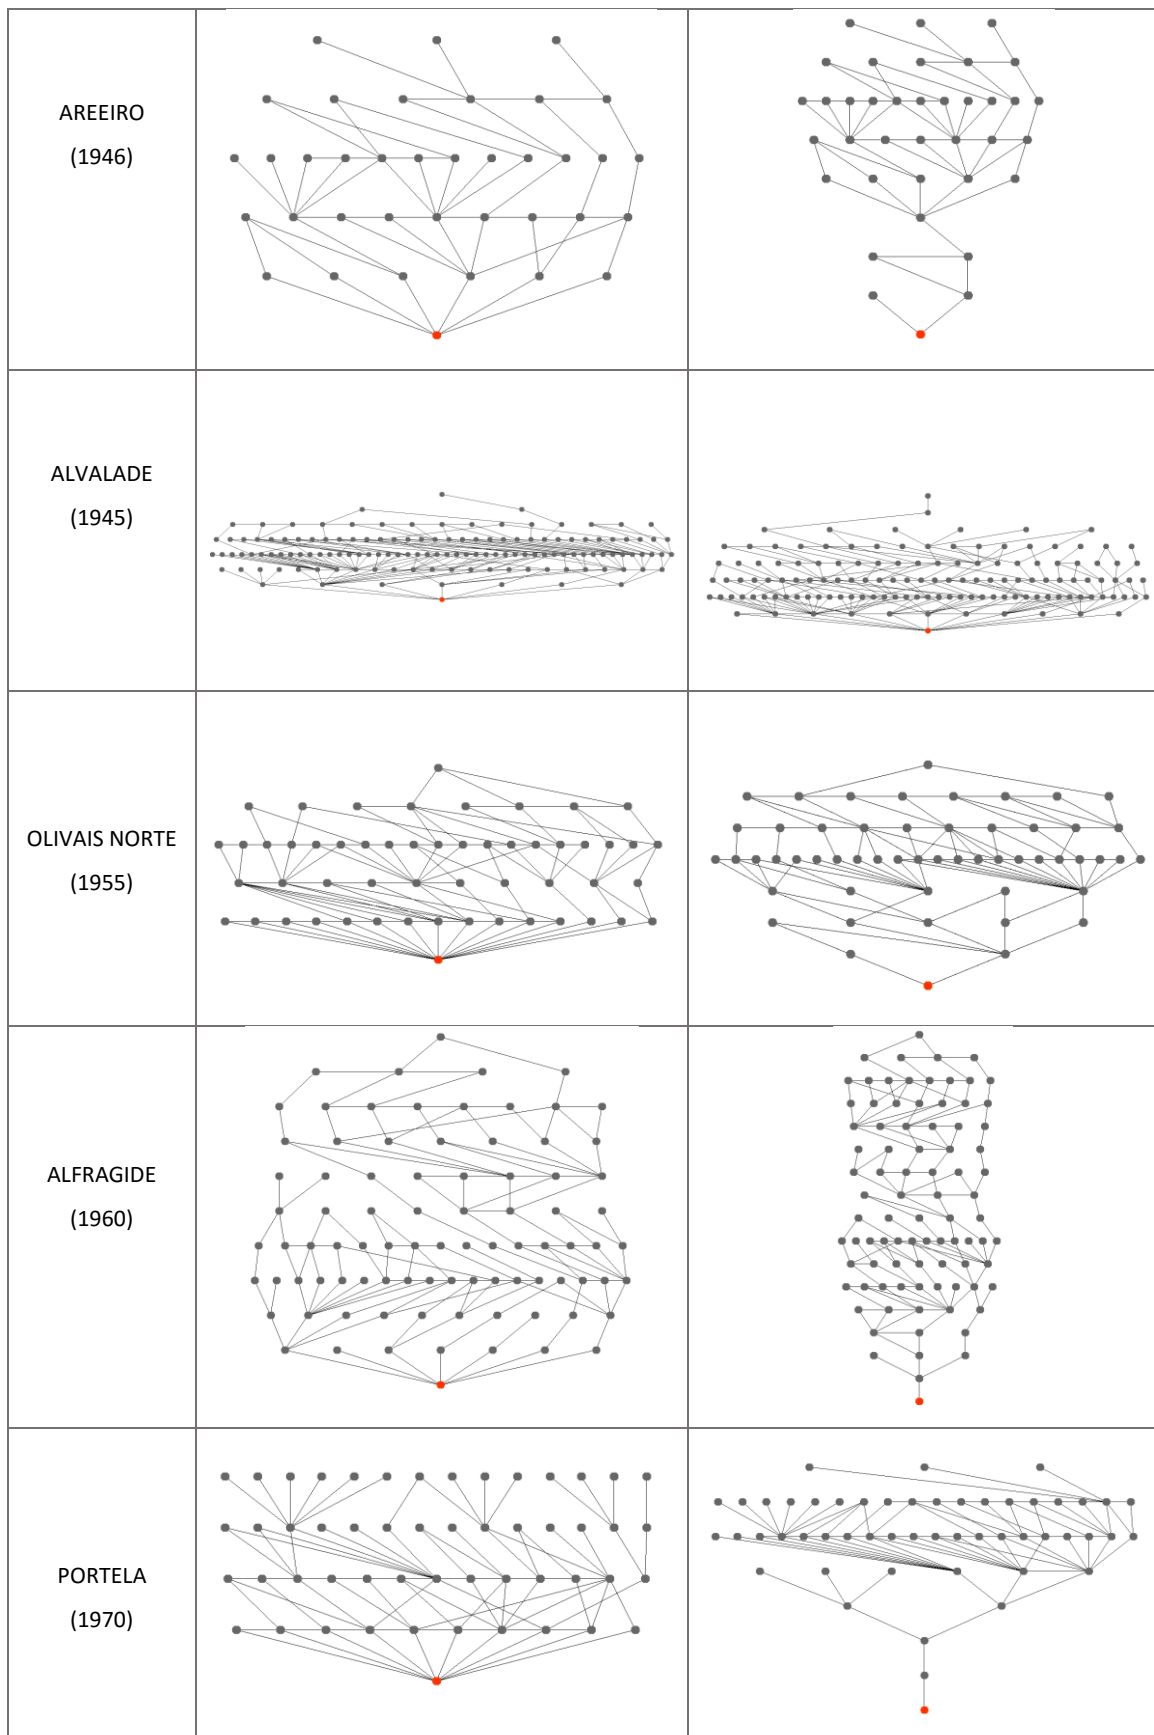 AREEIRO
(1946)
ALVALADE
(1945)
OLIVAIS NORTE
(1955)
ALFRAGIDE
(1960)
PORTELA
(1970)